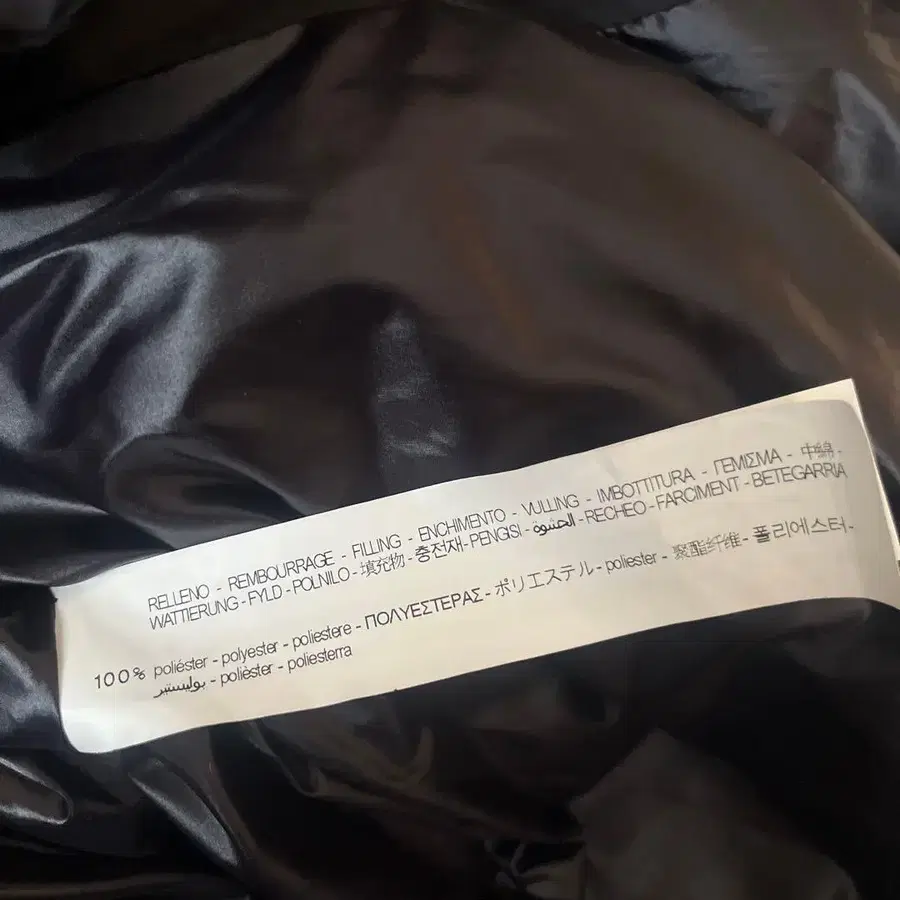 RELLENO - REMBOURRAGE - FILLING - ENCHIMENTO - VULLING - IMBOTTITURA - ΓΕΜΙΣΜΑ - 中綿 -
WATTIERUNG - FYLD - POLNILO - 填充物 - 충전재 - PENGISI - الحشوة - RECHEO - FARCIMENT - BETEGARRIA
100% poliéster - polyester - poliestere - ΠΟΛΥΕΣΤΕΡΑΣ - ポリエステル - poliester - 聚酯纤维 - 폴리에스터 -
بوليستير - polièster - poliesterra